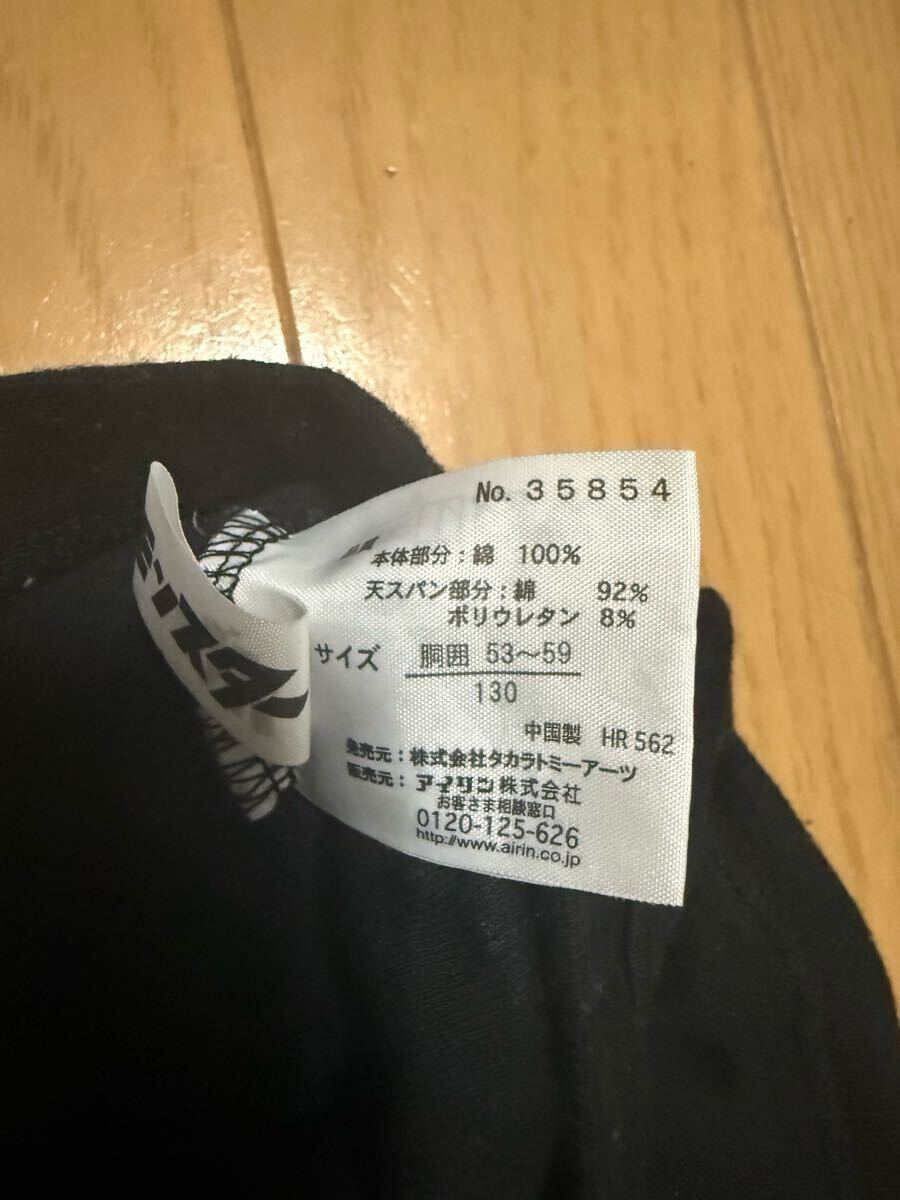 No. 35854
本体部分：綿 100%
天スパン部分：綿 92%
ポリウレタン 8%
サイズ 胴囲 53〜59
130
中国製 HR 562
発売元：株式会社タカラトミーアーツ
販売元：アイリン株式会社
お客さま相談窓口
0120-125-626
http://www.airin.co.jp